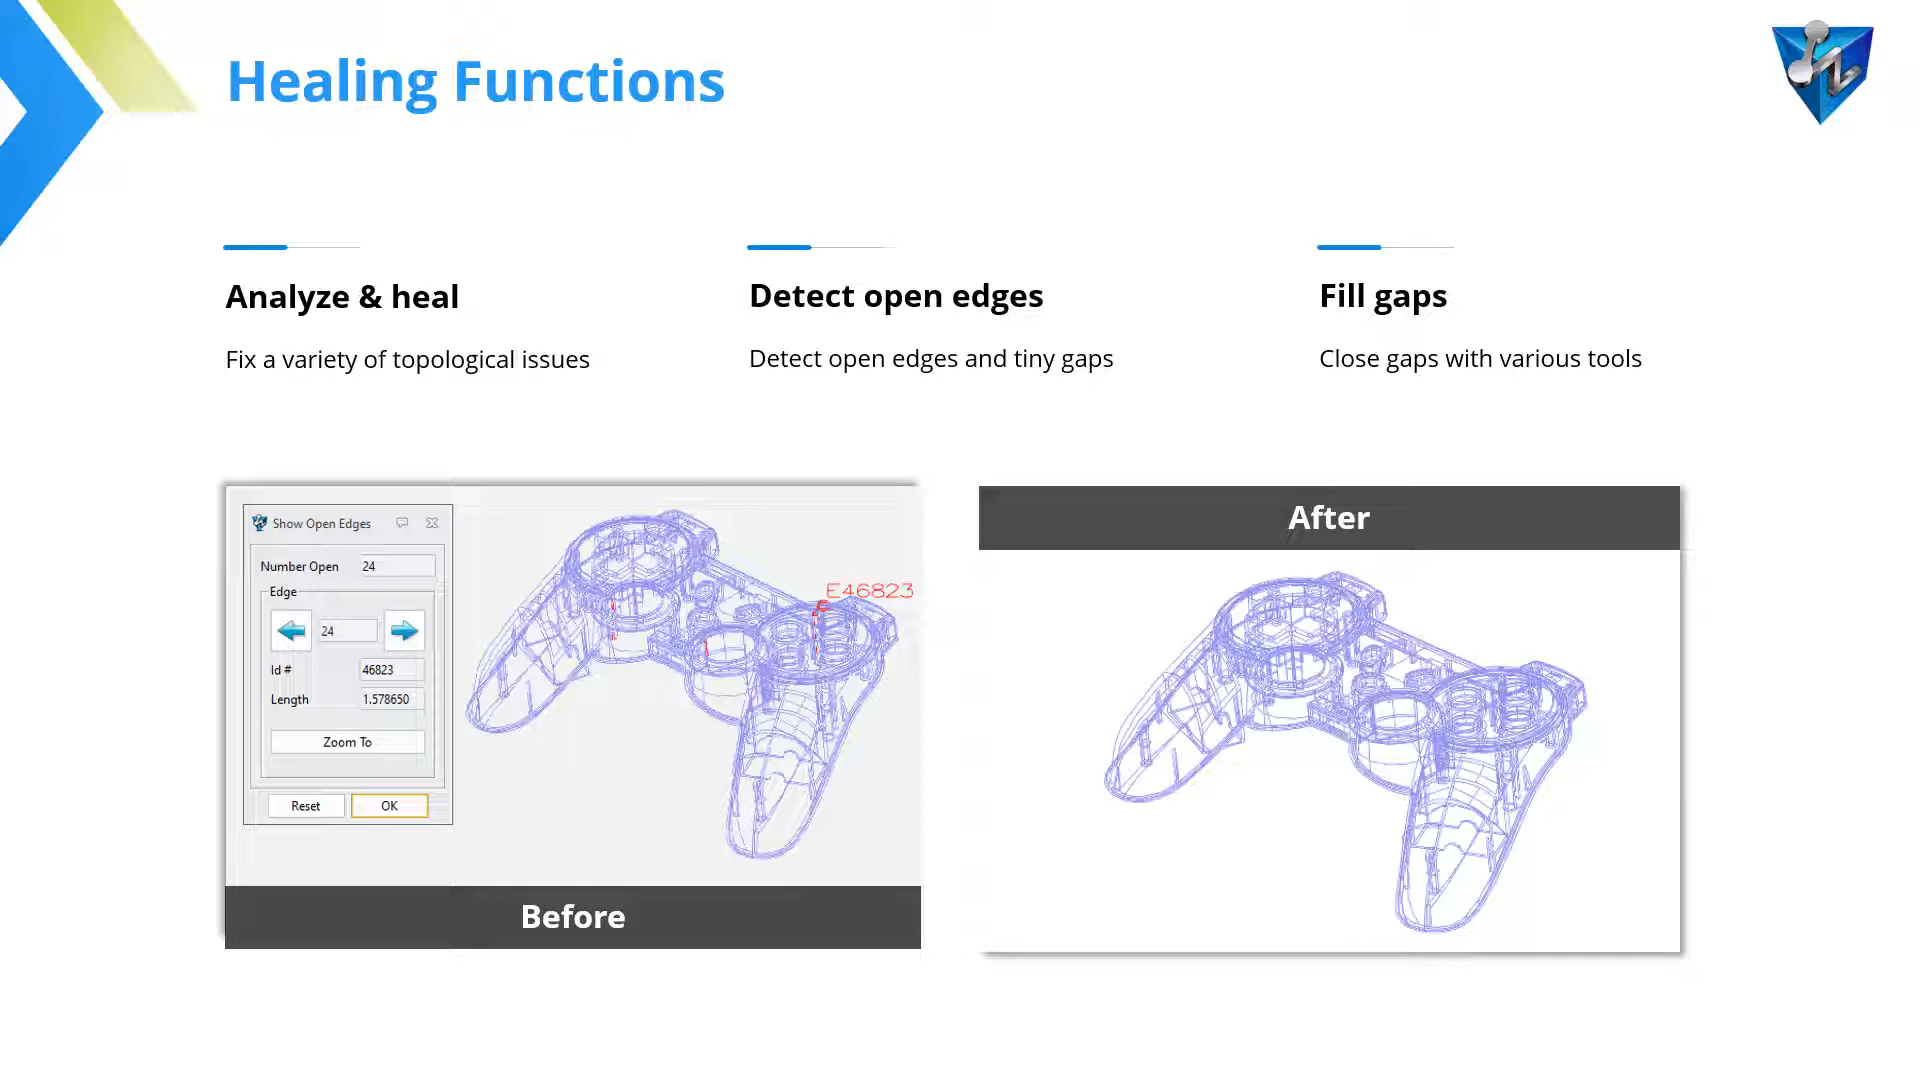 Healing Functions
Analyze & heal
Fix a variety of topological issues
Detect open edges
Detect open edges and tiny gaps
Fill gaps
Close gaps with various tools
Show Open Edges
Number Open 24
Edge
24
Id # 46823
Length 1.578650
Zoom To
Reset OK
E46823
Before
After